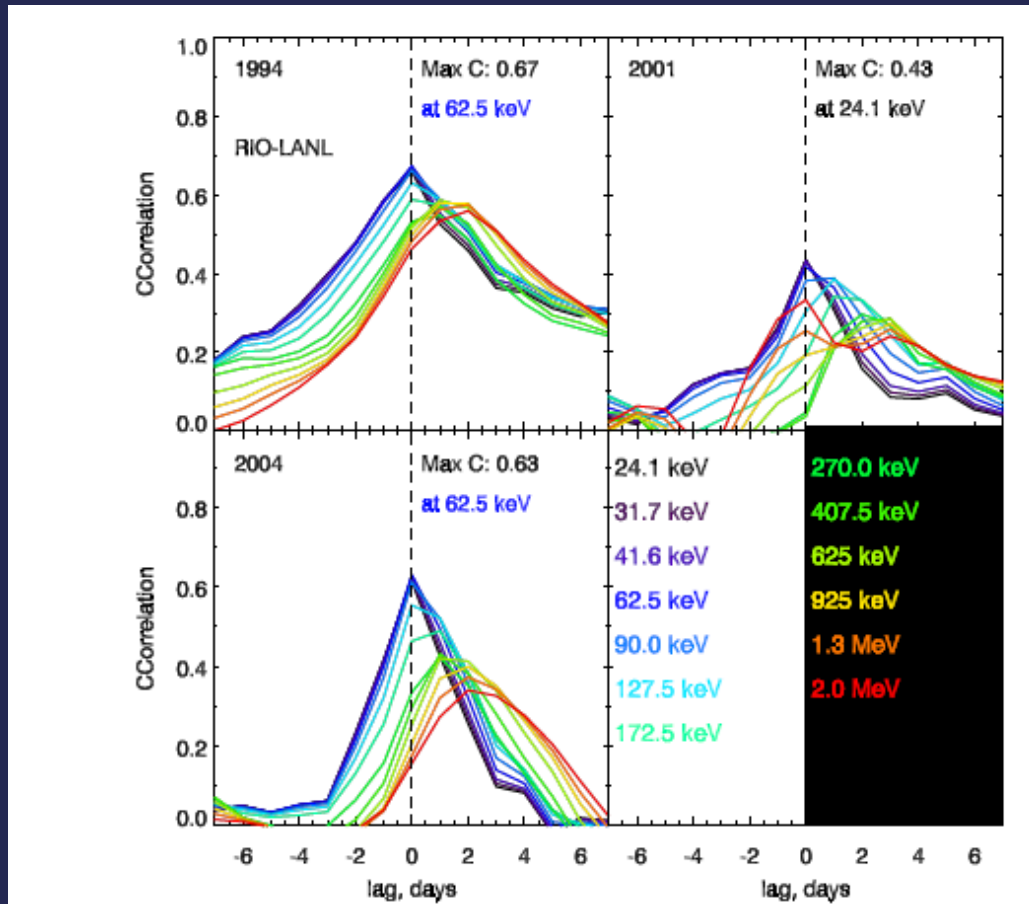 1.0
0.8
0.6
0.4
0.2
0.0
CCorrelation
1994
Max C: 0.67
at 62.5 keV
RIO-LANL
2001
Max C: 0.43
at 24.1 keV
0.8
0.6
0.4
0.2
0.0
CCorrelation
2004
Max C: 0.63
at 62.5 keV
24.1 keV
31.7 keV
41.6 keV
62.5 keV
90.0 keV
127.5 keV
172.5 keV
270.0 keV
407.5 keV
625 keV
925 keV
1.3 MeV
2.0 MeV
-6 -4 -2 0 2 4 6
lag, days
-6 -4 -2 0 2 4 6
lag, days